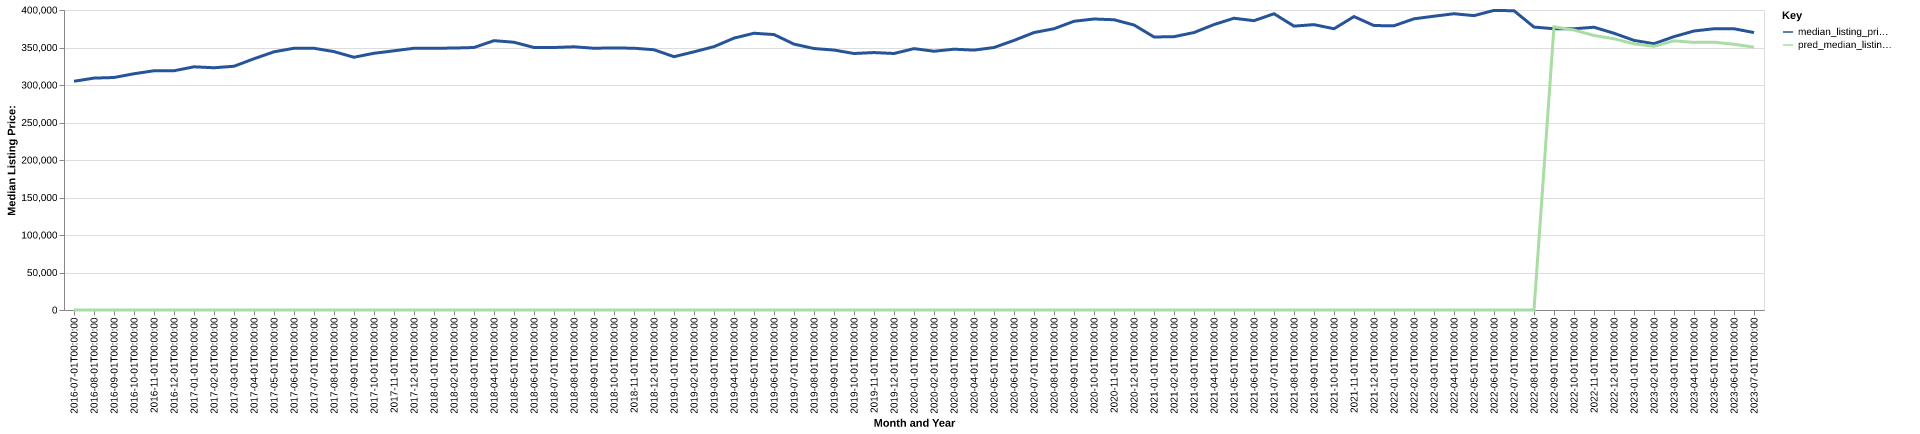 400,000
350,000
300,000
250,000
200,000
150,000
100,000
50,000
0
Median Listing Price:
2016-07-01T00:00:00
2016-08-01T00:00:00
2016-09-01T00:00:00
2016-10-01T00:00:00
2016-11-01T00:00:00
2016-12-01T00:00:00
2017-01-01T00:00:00
2017-02-01T00:00:00
2017-03-01T00:00:00
2017-04-01T00:00:00
2017-05-01T00:00:00
2017-06-01T00:00:00
2017-07-01T00:00:00
2017-08-01T00:00:00
2017-09-01T00:00:00
2017-10-01T00:00:00
2017-11-01T00:00:00
2017-12-01T00:00:00
2018-01-01T00:00:00
2018-02-01T00:00:00
2018-03-01T00:00:00
2018-04-01T00:00:00
2018-05-01T00:00:00
2018-06-01T00:00:00
2018-07-01T00:00:00
2018-08-01T00:00:00
2018-09-01T00:00:00
2018-10-01T00:00:00
2018-11-01T00:00:00
2018-12-01T00:00:00
2019-01-01T00:00:00
2019-02-01T00:00:00
2019-03-01T00:00:00
2019-04-01T00:00:00
2019-05-01T00:00:00
2019-06-01T00:00:00
2019-07-01T00:00:00
2019-08-01T00:00:00
2019-09-01T00:00:00
2019-10-01T00:00:00
2019-11-01T00:00:00
2019-12-01T00:00:00
2020-01-01T00:00:00
2020-02-01T00:00:00
2020-03-01T00:00:00
2020-04-01T00:00:00
2020-05-01T00:00:00
2020-06-01T00:00:00
2020-07-01T00:00:00
2020-08-01T00:00:00
2020-09-01T00:00:00
2020-10-01T00:00:00
2020-11-01T00:00:00
2020-12-01T00:00:00
2021-01-01T00:00:00
2021-02-01T00:00:00
2021-03-01T00:00:00
2021-04-01T00:00:00
2021-05-01T00:00:00
2021-06-01T00:00:00
2021-07-01T00:00:00
2021-08-01T00:00:00
2021-09-01T00:00:00
2021-10-01T00:00:00
2021-11-01T00:00:00
2021-12-01T00:00:00
2022-01-01T00:00:00
2022-02-01T00:00:00
2022-03-01T00:00:00
2022-04-01T00:00:00
2022-05-01T00:00:00
2022-06-01T00:00:00
2022-07-01T00:00:00
2022-08-01T00:00:00
2022-09-01T00:00:00
2022-10-01T00:00:00
2022-11-01T00:00:00
2022-12-01T00:00:00
2023-01-01T00:00:00
2023-02-01T00:00:00
2023-03-01T00:00:00
2023-04-01T00:00:00
2023-05-01T00:00:00
2023-06-01T00:00:00
2023-07-01T00:00:00
Month and Year
Key
median_listing_pri…
pred_median_listin…